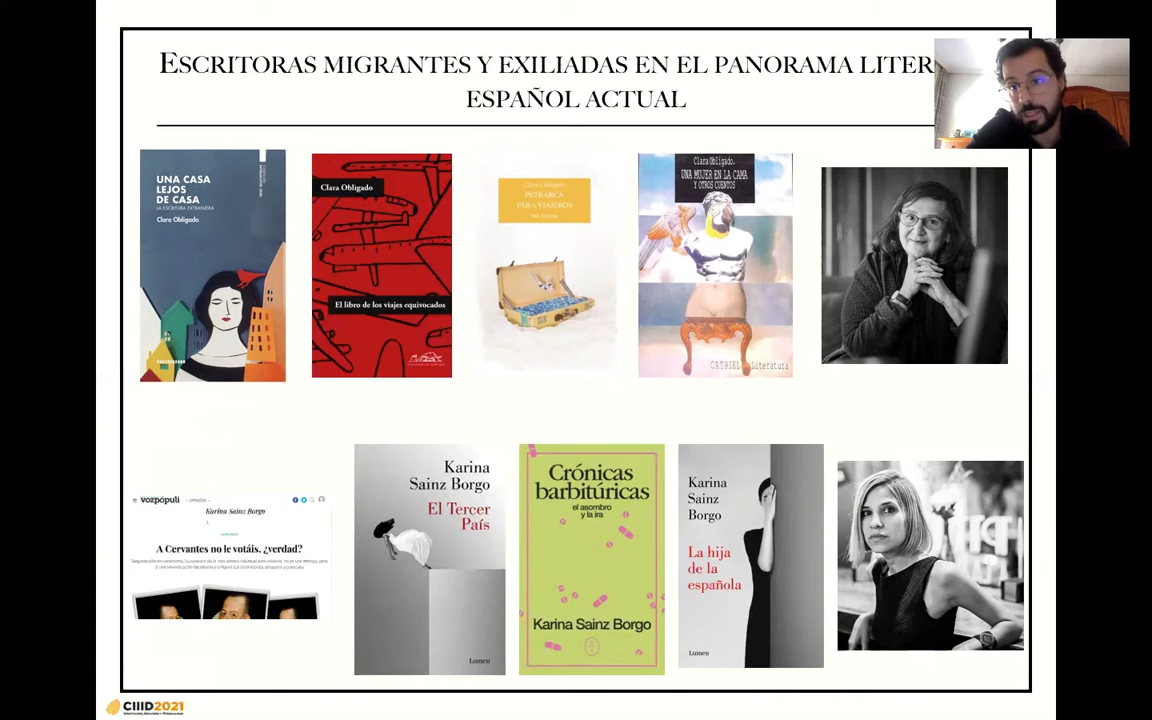 ESCRITORAS MIGRANTES Y EXILIADAS EN EL PANORAMA LITER
ESPAÑOL ACTUAL
UNA CASA
LEJOS
DE CASA
LA ESCRITURA EXTRANJERA
Clara Obligado
Clara Obligado
El libro de los viajes equivocados
Clara Obligado
PETRARCA
PARA VIAJEROS
Clara Obligado.
UNA MUJER EN LA CAMA
Y OTROS CUENTOS
CATRIEL Literatura
vozpópuli
OPINIÓN
Karina Sainz Borgo
A Cervantes no le votáis, ¿verdad?
Karina
Sainz Borgo
El Tercer
País
Lumen
Crónicas
barbitúricas
el asombro
y la ira
Karina Sainz Borgo
Karina
Sainz
Borgo
La hija
de la
española
Lumen
CIIID2021